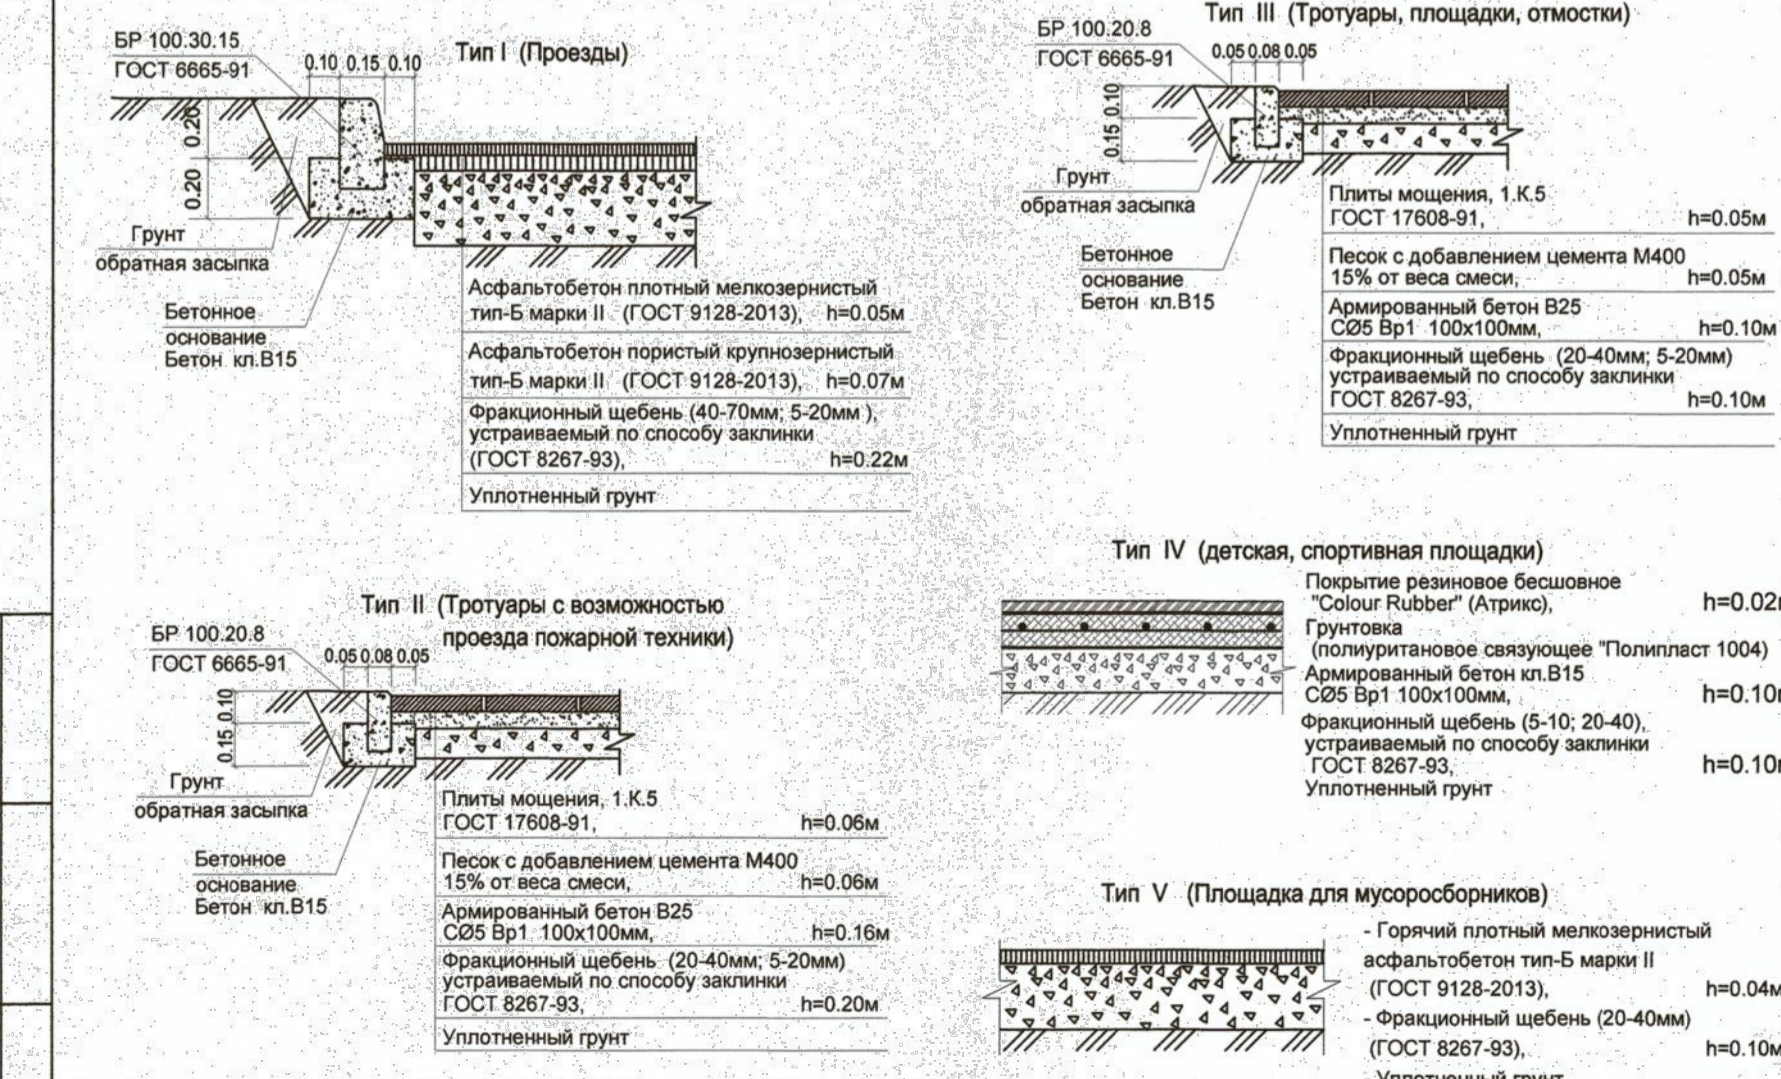 Тип I (Проезды)
БР 100.30.15
ГОСТ 6665-91
0.10 0.15 0.10
0.20
0.20
Грунт
обратная засыпка
Бетонное
основание
Бетон кл.В15
Асфальтобетон плотный мелкозернистый
тип-Б марки II (ГОСТ 9128-2013), h=0.05м
Асфальтобетон пористый крупнозернистый
тип-Б марки II (ГОСТ 9128-2013), h=0.07м
Фракционный щебень (40-70мм; 5-20мм ),
устраиваемый по способу заклинки
(ГОСТ 8267-93), h=0.22м
Уплотненный грунт
Тип II (Тротуары с возможностью
проезда пожарной техники)
БР 100.20.8
ГОСТ 6665-91
0.05 0.08 0.05
0.10
0.15
Грунт
обратная засыпка
Бетонное
основание
Бетон кл.В15
Плиты мощения, 1.К.5
ГОСТ 17608-91, h=0.06м
Песок с добавлением цемента М400
15% от веса смеси, h=0.06м
Армированный бетон В25
СØ5 Вр1 100х100мм, h=0.16м
Фракционный щебень (20-40мм; 5-20мм)
устраиваемый по способу заклинки
ГОСТ 8267-93, h=0.20м
Уплотненный грунт
Тип III (Тротуары, площадки, отмостки)
БР 100.20.8
ГОСТ 6665-91
0.05 0.08 0.05
0.10
0.15
Грунт
обратная засыпка
Бетонное
основание
Бетон кл.В15
Плиты мощения, 1.К.5
ГОСТ 17608-91, h=0.05м
Песок с добавлением цемента М400
15% от веса смеси, h=0.05м
Армированный бетон В25
СØ5 Вр1 100х100мм, h=0.10м
Фракционный щебень (20-40мм; 5-20мм)
устраиваемый по способу заклинки
ГОСТ 8267-93, h=0.10м
Уплотненный грунт
Тип IV (детская, спортивная площадки)
Покрытие резиновое бесшовное
"Colour Rubber" (Атрикс), h=0.02м
Грунтовка
(полиуритановое связующее "Полипласт 1004)
Армированный бетон кл.В15
СØ5 Вр1 100х100мм, h=0.10м
Фракционный щебень (5-10; 20-40),
устраиваемый по способу заклинки
ГОСТ 8267-93, h=0.10м
Уплотненный грунт
Тип V (Площадка для мусоросборников)
- Горячий плотный мелкозернистый
асфальтобетон тип-Б марки II
(ГОСТ 9128-2013), h=0.04м
- Фракционный щебень (20-40мм)
(ГОСТ 8267-93), h=0.10м
- Уплотненный грунт